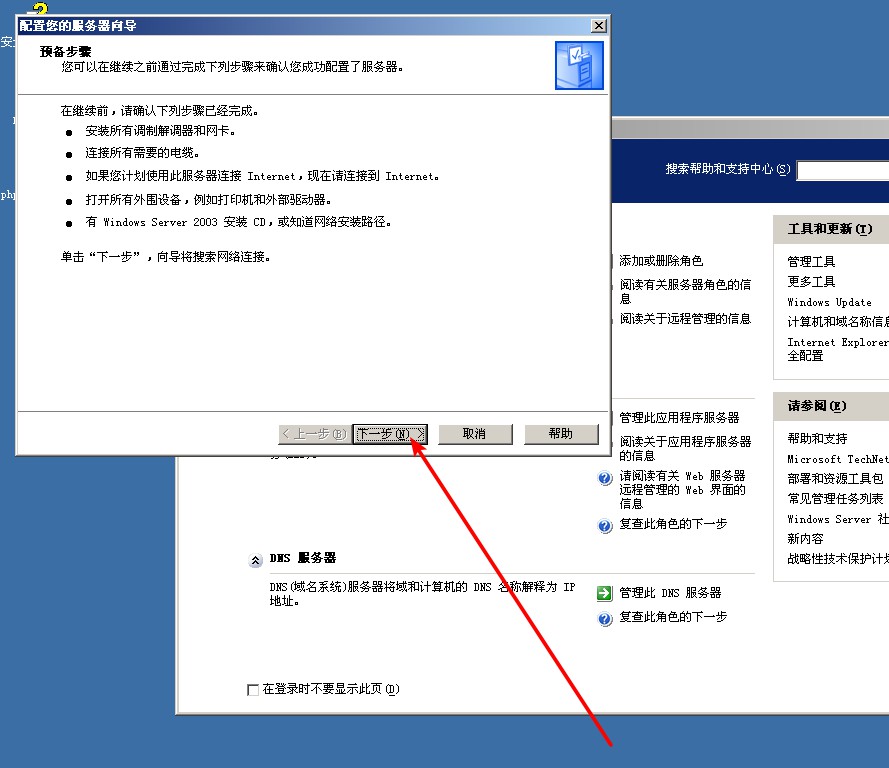 配置您的服务器向导
预备步骤
您可以在继续之前通过完成下列步骤来确认您成功配置了服务器。
在继续前，请确认下列步骤已经完成。
安装所有调制解调器和网卡。
连接所有需要的电缆。
如果您计划使用此服务器连接 Internet，现在请连接到 Internet。
打开所有外围设备，例如打印机和外部驱动器。
有 Windows Server 2003 安装 CD，或知道网络安装路径。
单击“下一步”，向导将搜索网络连接。
< 上一步(B)
下一步(N) >
取消
帮助
搜索帮助和支持中心(S)
添加或删除角色
阅读有关服务器角色的信
息
阅读关于远程管理的信息
管理此应用程序服务器
阅读关于应用程序服务器
的信息
请阅读有关 Web 服务器
远程管理的 Web 界面的
信息
复查此角色的下一步
DNS 服务器
DNS(域名系统)服务器将域和计算机的 DNS 名称解释为 IP
地址。
管理此 DNS 服务器
复查此角色的下一步
在登录时不要显示此页(D)
工具和更新(T)
管理工具
更多工具
Windows Update
计算机和域名称信息
Internet Explorer
全配置
请参阅(E)
帮助和支持
Microsoft TechNet
部署和资源工具包
常见管理任务列表
Windows Server 社
新内容
战略性技术保护计划
安
php